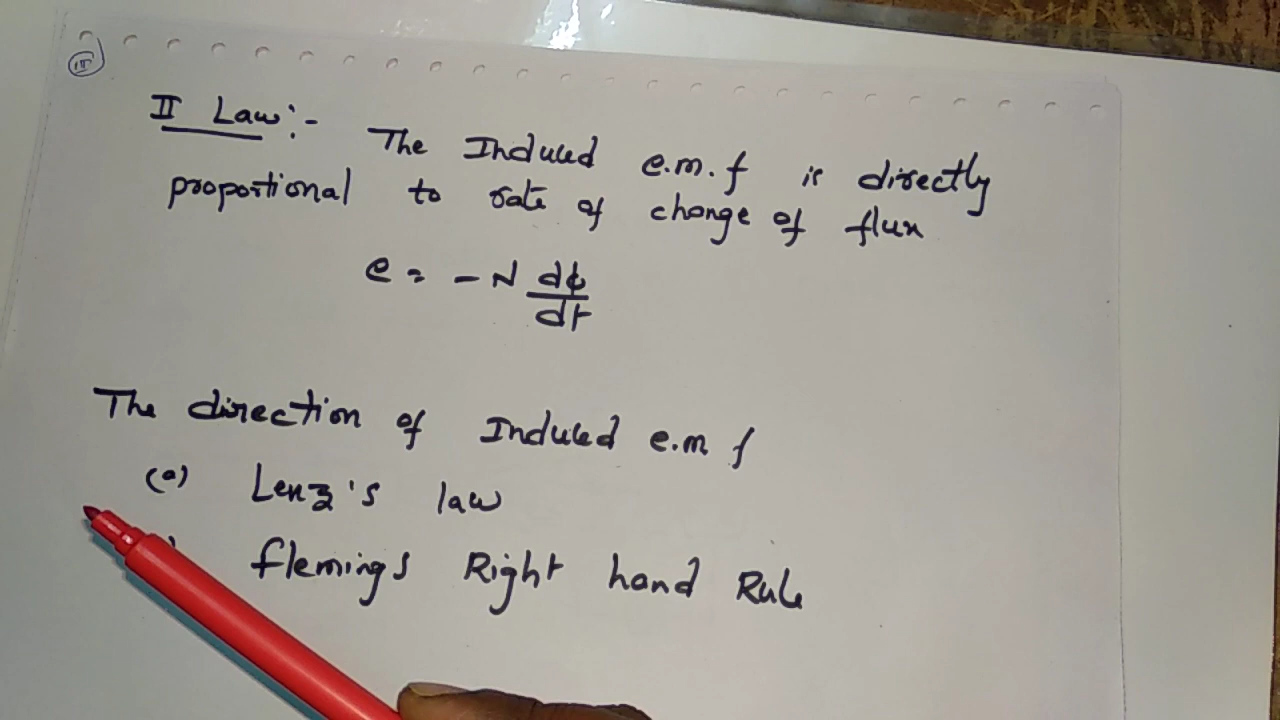 III
II Law:- The Induced e.m.f is directly
proportional to rate of change of flux
e = - N dϕ/dt
The direction of Induced e.m f
(a) Lenz's law
) Flemings Right hand Rule